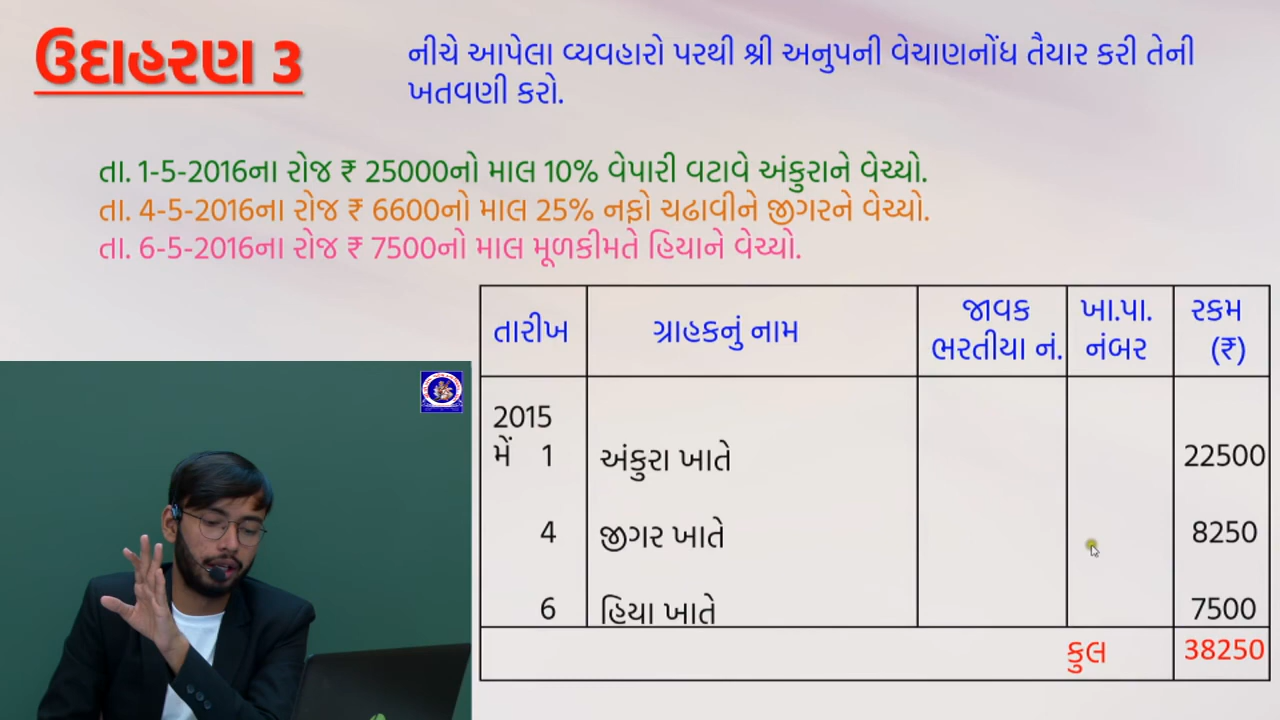 ઉદાહરણ 3
નીચે આપેલા વ્યવહારો પરથી શ્રી અનુપની વેચાણનોંધ તૈયાર કરી તેની
ખતવણી કરો.
તા. 1-5-2016ના રોજ ₹ 25000નો માલ 10% વેપારી વટાવે અંકુરાને વેચ્યો.
તા. 4-5-2016ના રોજ ₹ 6600નો માલ 25% નફો ચઢાવીને જીગરને વેચ્યો.
તા. 6-5-2016ના રોજ ₹ 7500નો માલ મૂળકીમતે હિયાને વેચ્યો.
તારીખ ગ્રાહકનું નામ જાવક ભરતીયા નં. ખા.પા. નંબર રકમ (₹)
2015
મેં 1 અંકુરા ખાતે 22500
4 જીગર ખાતે 8250
6 હિયા ખાતે 7500
કુલ 38250